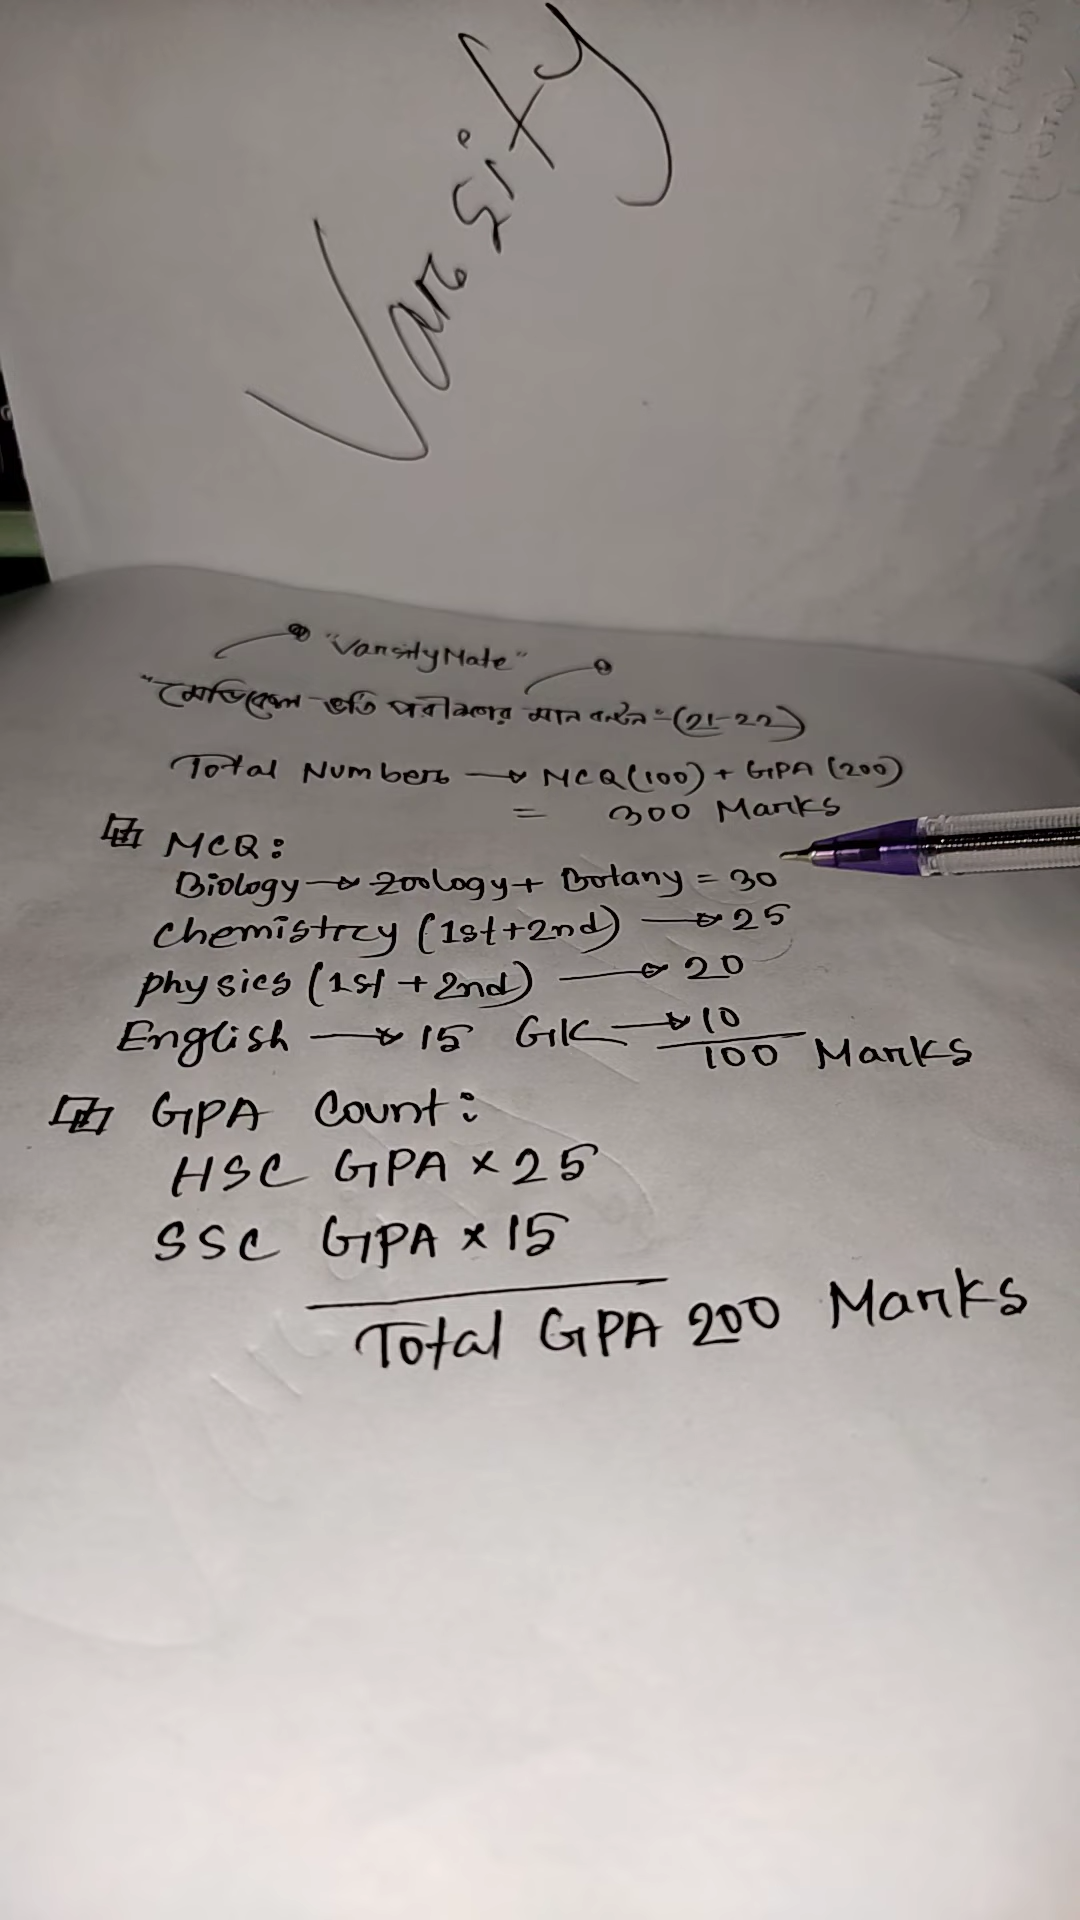 Varsity
"VarsityMate"
"মেডিকেল ভর্তি পরীক্ষার মান বন্টন:-(21-22)
Total Numbers → MCQ(100) + GPA (200)
= 300 Marks
MCQ:
Biology → Zoology + Botany = 30
chemistry (1st+2nd) → 25
physics (1st + 2nd) → 20
English → 15 GK → 10
100 Marks
GPA Count:
HSC GPA × 25
SSC GPA × 15
Total GPA 200 Marks